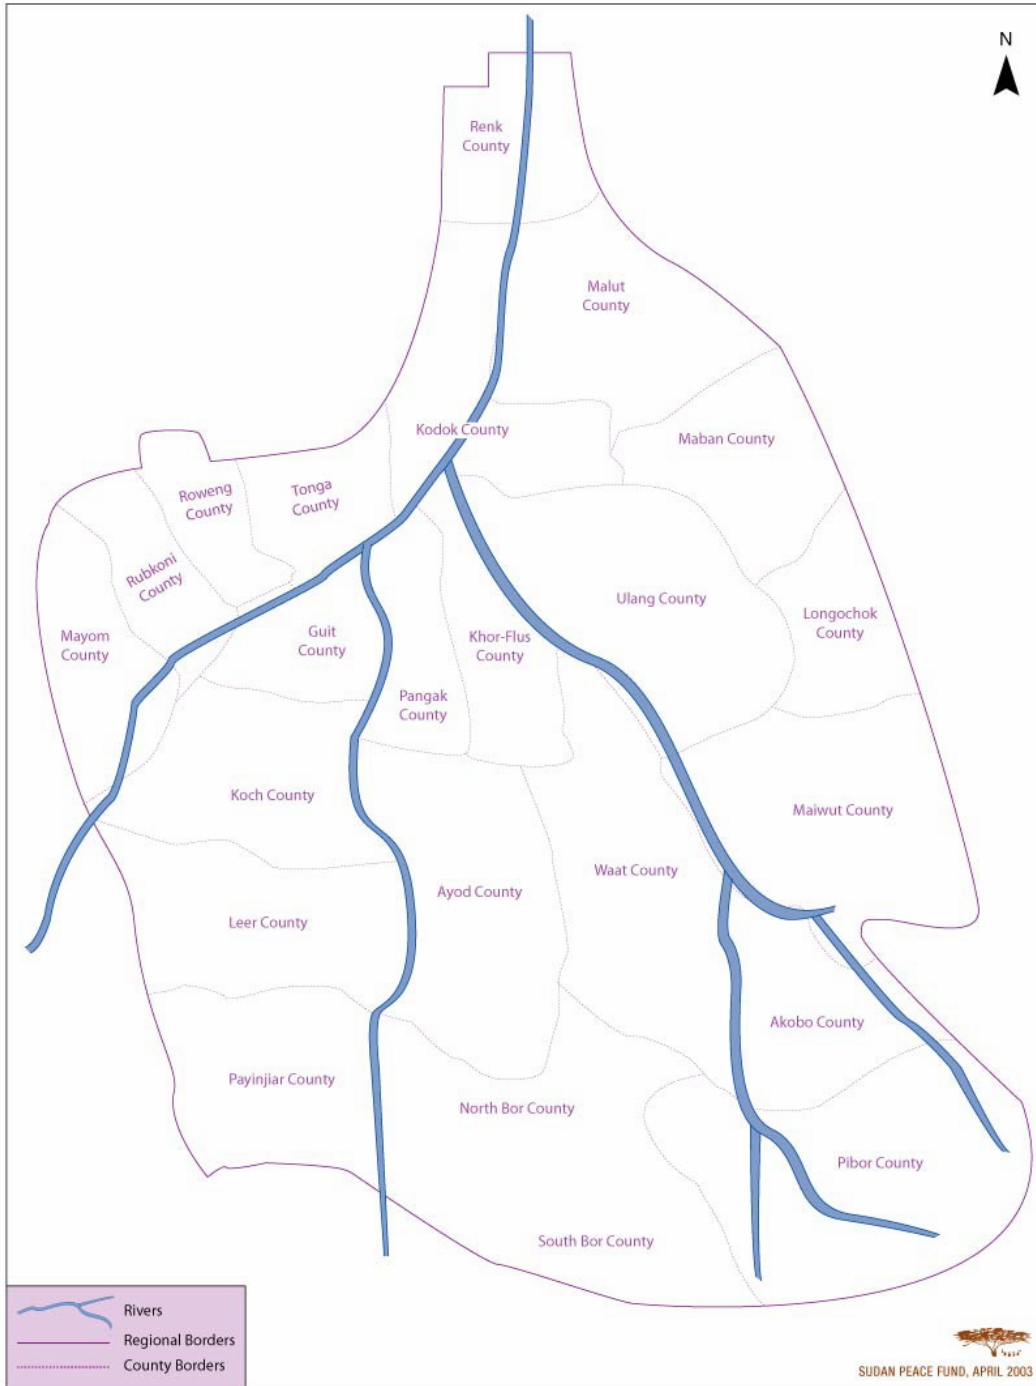 N
Renk
County
Malut
County
Kodok County
Maban County
Roweng
County
Tonga
County
Rubkoni
County
Ulang County
Longochok
County
Mayom
County
Guit
County
Khor-Flus
County
Pangak
County
Koch County
Maiwut County
Waat County
Ayod County
Leer County
Akobo County
Payinjiar County
North Bor County
Pibor County
South Bor County
Rivers
Regional Borders
County Borders
SUDAN PEACE FUND, APRIL 2003